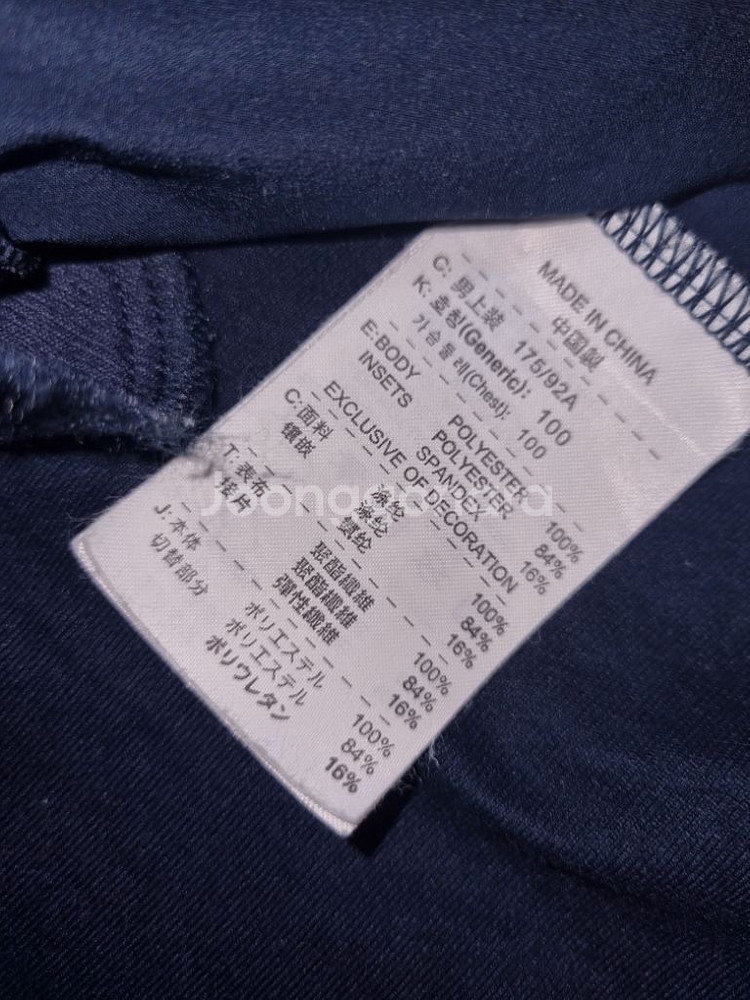 MADE IN CHINA
中国製
C: 男上装 175/92A
K: 호칭(Generic): 100
가슴둘레(Chest): 100
E:BODY POLYESTER 100%
INSETS POLYESTER 84%
SPANDEX 16%
EXCLUSIVE OF DECORATION
C:面料 涤纶 100%
镶嵌 涤纶 84%
氨纶 16%
T: 表布 聚酯纖維 100%
接片 聚酯纖維 84%
彈性纖維 16%
J: 本体 ポリエステル 100%
切替部分 ポリエステル 84%
ポリウレタン 16%
Joonggonara